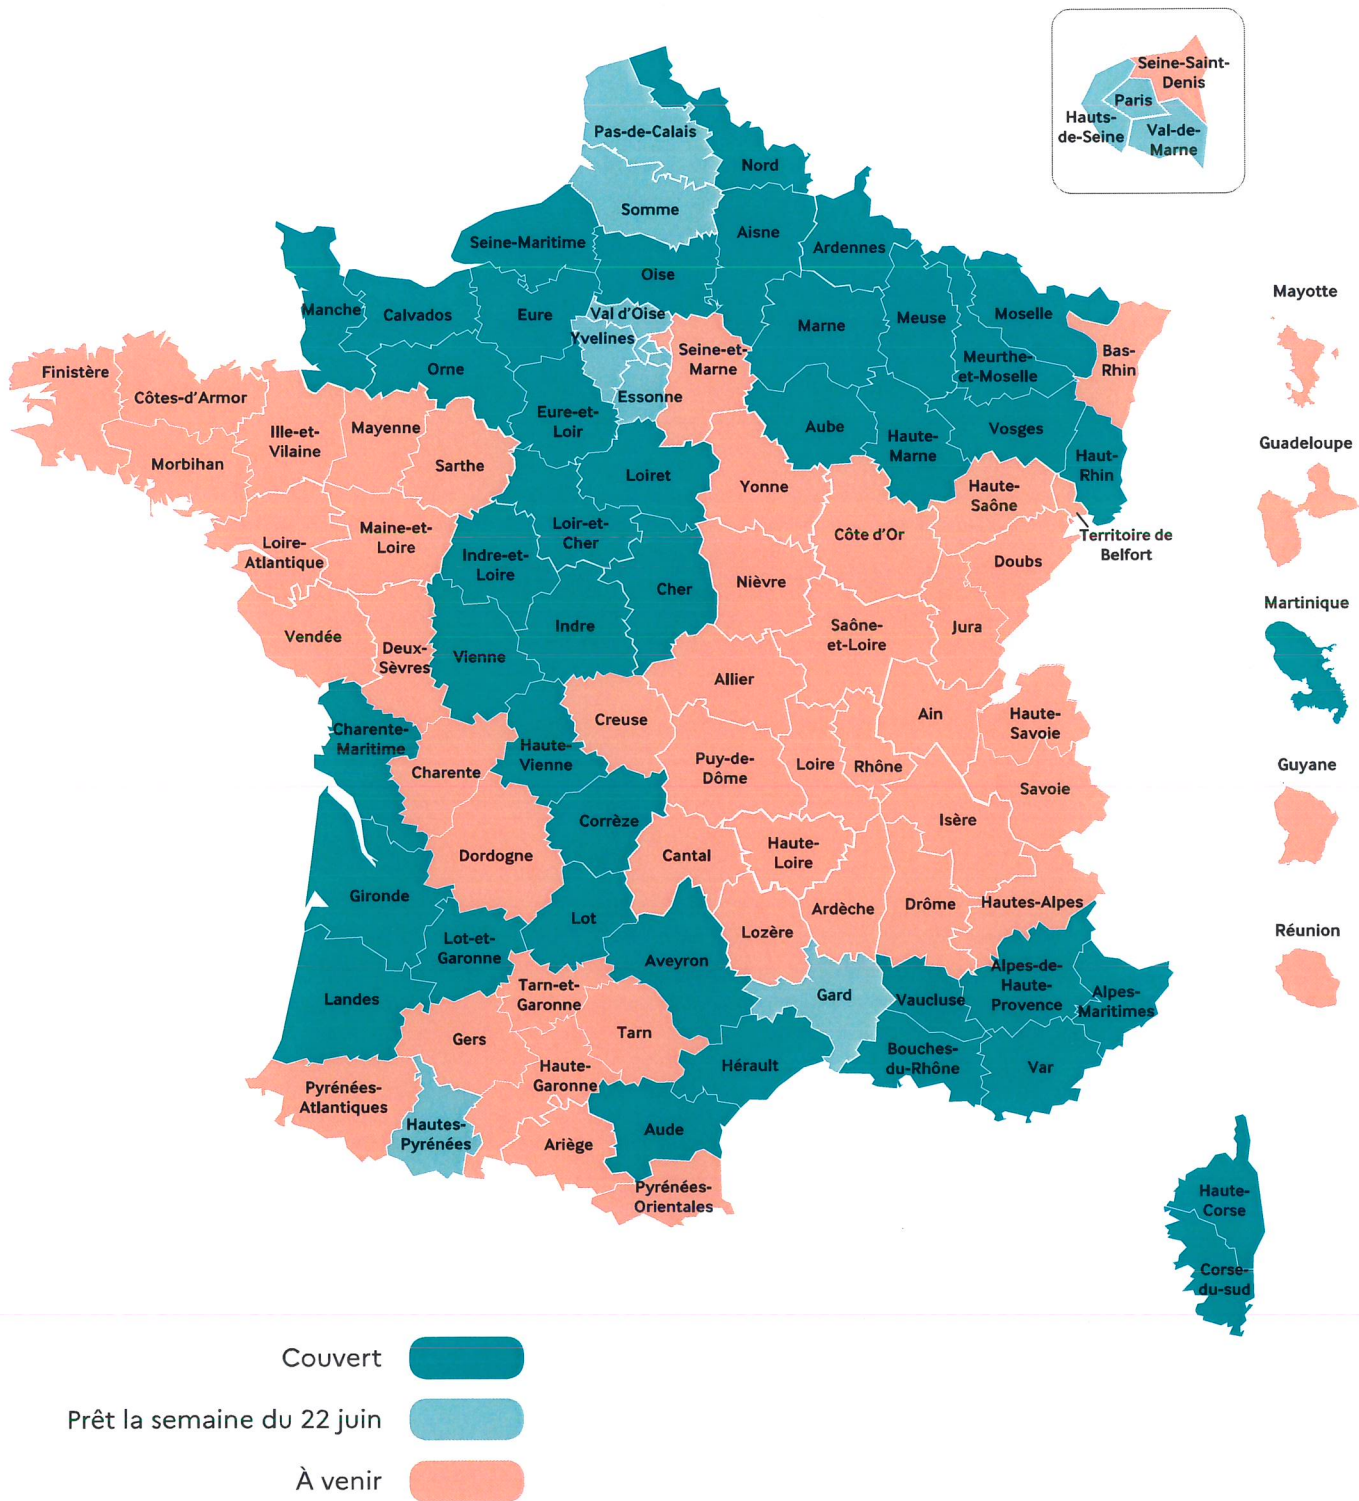 Seine-Saint-
Denis
Paris
Hauts-
de-Seine
Val-de-
Marne
Pas-de-Calais
Nord
Somme
Aisne
Seine-Maritime
Ardennes
Oise
Manche
Calvados
Eure
Val d'Oise
Marne
Meuse
Moselle
Yvelines
Seine-et-
Marne
Meurthe-
et-Moselle
Bas-
Rhin
Finistère
Orne
Côtes-d'Armor
Essonne
Eure-et-
Loir
Aube
Vosges
Mayenne
Ille-et-
Vilaine
Haute-
Marne
Haut-
Rhin
Morbihan
Sarthe
Loiret
Yonne
Haute-
Saône
Maine-et-
Loire
Loir-et-
Cher
Côte d'Or
Territoire de
Belfort
Loire-
Atlantique
Indre-et-
Loire
Doubs
Cher
Nièvre
Vendée
Indre
Saône-
et-Loire
Jura
Deux-
Sèvres
Vienne
Allier
Creuse
Ain
Haute-
Savoie
Charente-
Maritime
Haute-
Vienne
Charente
Puy-de-
Dôme
Loire
Rhône
Savoie
Corrèze
Isère
Dordogne
Cantal
Haute-
Loire
Gironde
Lot
Ardèche
Drôme
Hautes-Alpes
Lozère
Lot-et-
Garonne
Aveyron
Landes
Tarn-et-
Garonne
Gard
Vaucluse
Alpes-de-
Haute-
Provence
Alpes-
Maritimes
Gers
Tarn
Hérault
Bouches-
du-Rhône
Var
Haute-
Garonne
Pyrénées-
Atlantiques
Hautes-
Pyrénées
Ariège
Aude
Pyrénées-
Orientales
Haute-
Corse
Corse-
du-sud
Mayotte
Guadeloupe
Martinique
Guyane
Réunion
Couvert
Prêt la semaine du 22 juin
À venir